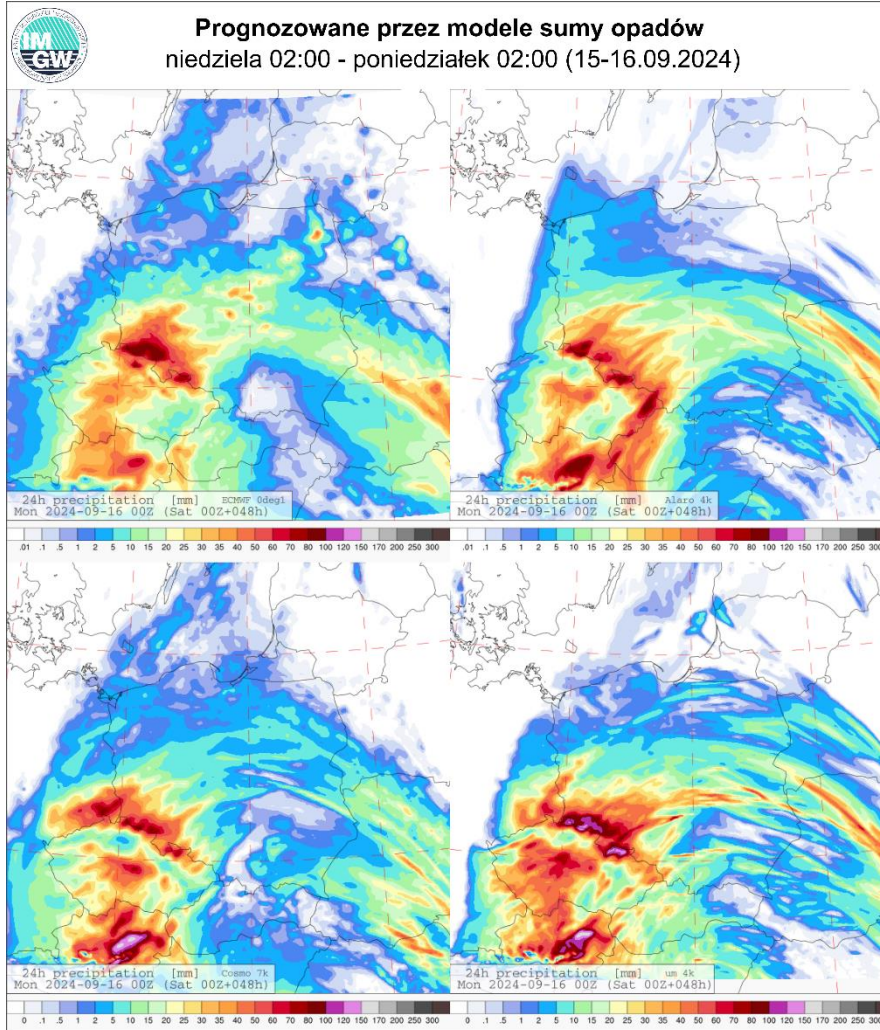 IM
GW
Prognozowane przez modele sumy opadów
niedziela 02:00 - poniedziałek 02:00 (15-16.09.2024)
24h precipitation [mm] ECMWF 0deg1
Mon 2024-09-16 00Z (Sat 00Z+048h)
24h precipitation [mm] Alaro 4k
Mon 2024-09-16 00Z (Sat 00Z+048h)
.01 .1 .5 1 2 5 10 15 20 25 30 35 40 50 60 70 80 100 120 150 170 200 250 300
.01 .1 .5 1 2 5 10 15 20 25 30 35 40 50 60 70 80 100 120 150 170 200 250 300
24h precipitation [mm] Cosmo 7k
Mon 2024-09-16 00Z (Sat 00Z+048h)
24h precipitation [mm] um 4k
Mon 2024-09-16 00Z (Sat 00Z+048h)
0 .1 .5 1 2 5 10 15 20 25 30 35 40 50 60 70 80 100 120 150 170 200 250 300
0 .1 .5 1 2 5 10 15 20 25 30 35 40 50 60 70 80 100 120 150 170 200 250 300